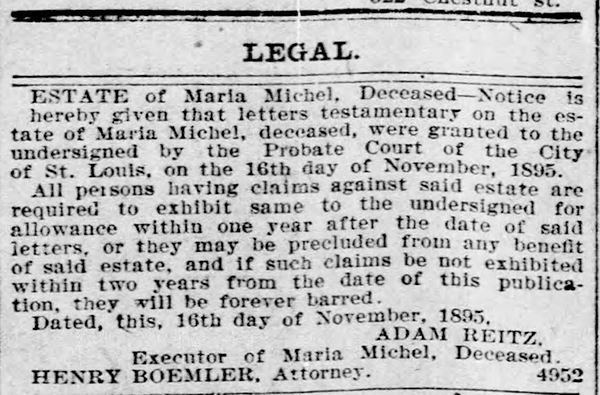 Chestnut st.
LEGAL.
ESTATE of Maria Michel, Deceased—Notice is
hereby given that letters testamentary on the es-
tate of Maria Michel, deceased, were granted to the
undersigned by the Probate Court of the City
of St. Louis, on the 16th day of November, 1895.
All persons having claims against said estate are
required to exhibit same to the undersigned for
allowance within one year after the date of said
letters, or they may be precluded from any benefit
of said estate, and if such claims be not exhibited
within two years from the date of this publica-
tion, they will be forever barred.
Dated, this, 16th day of November, 1895.
ADAM REITZ,
Executor of Maria Michel, Deceased.
HENRY BOEMLER, Attorney. 4952